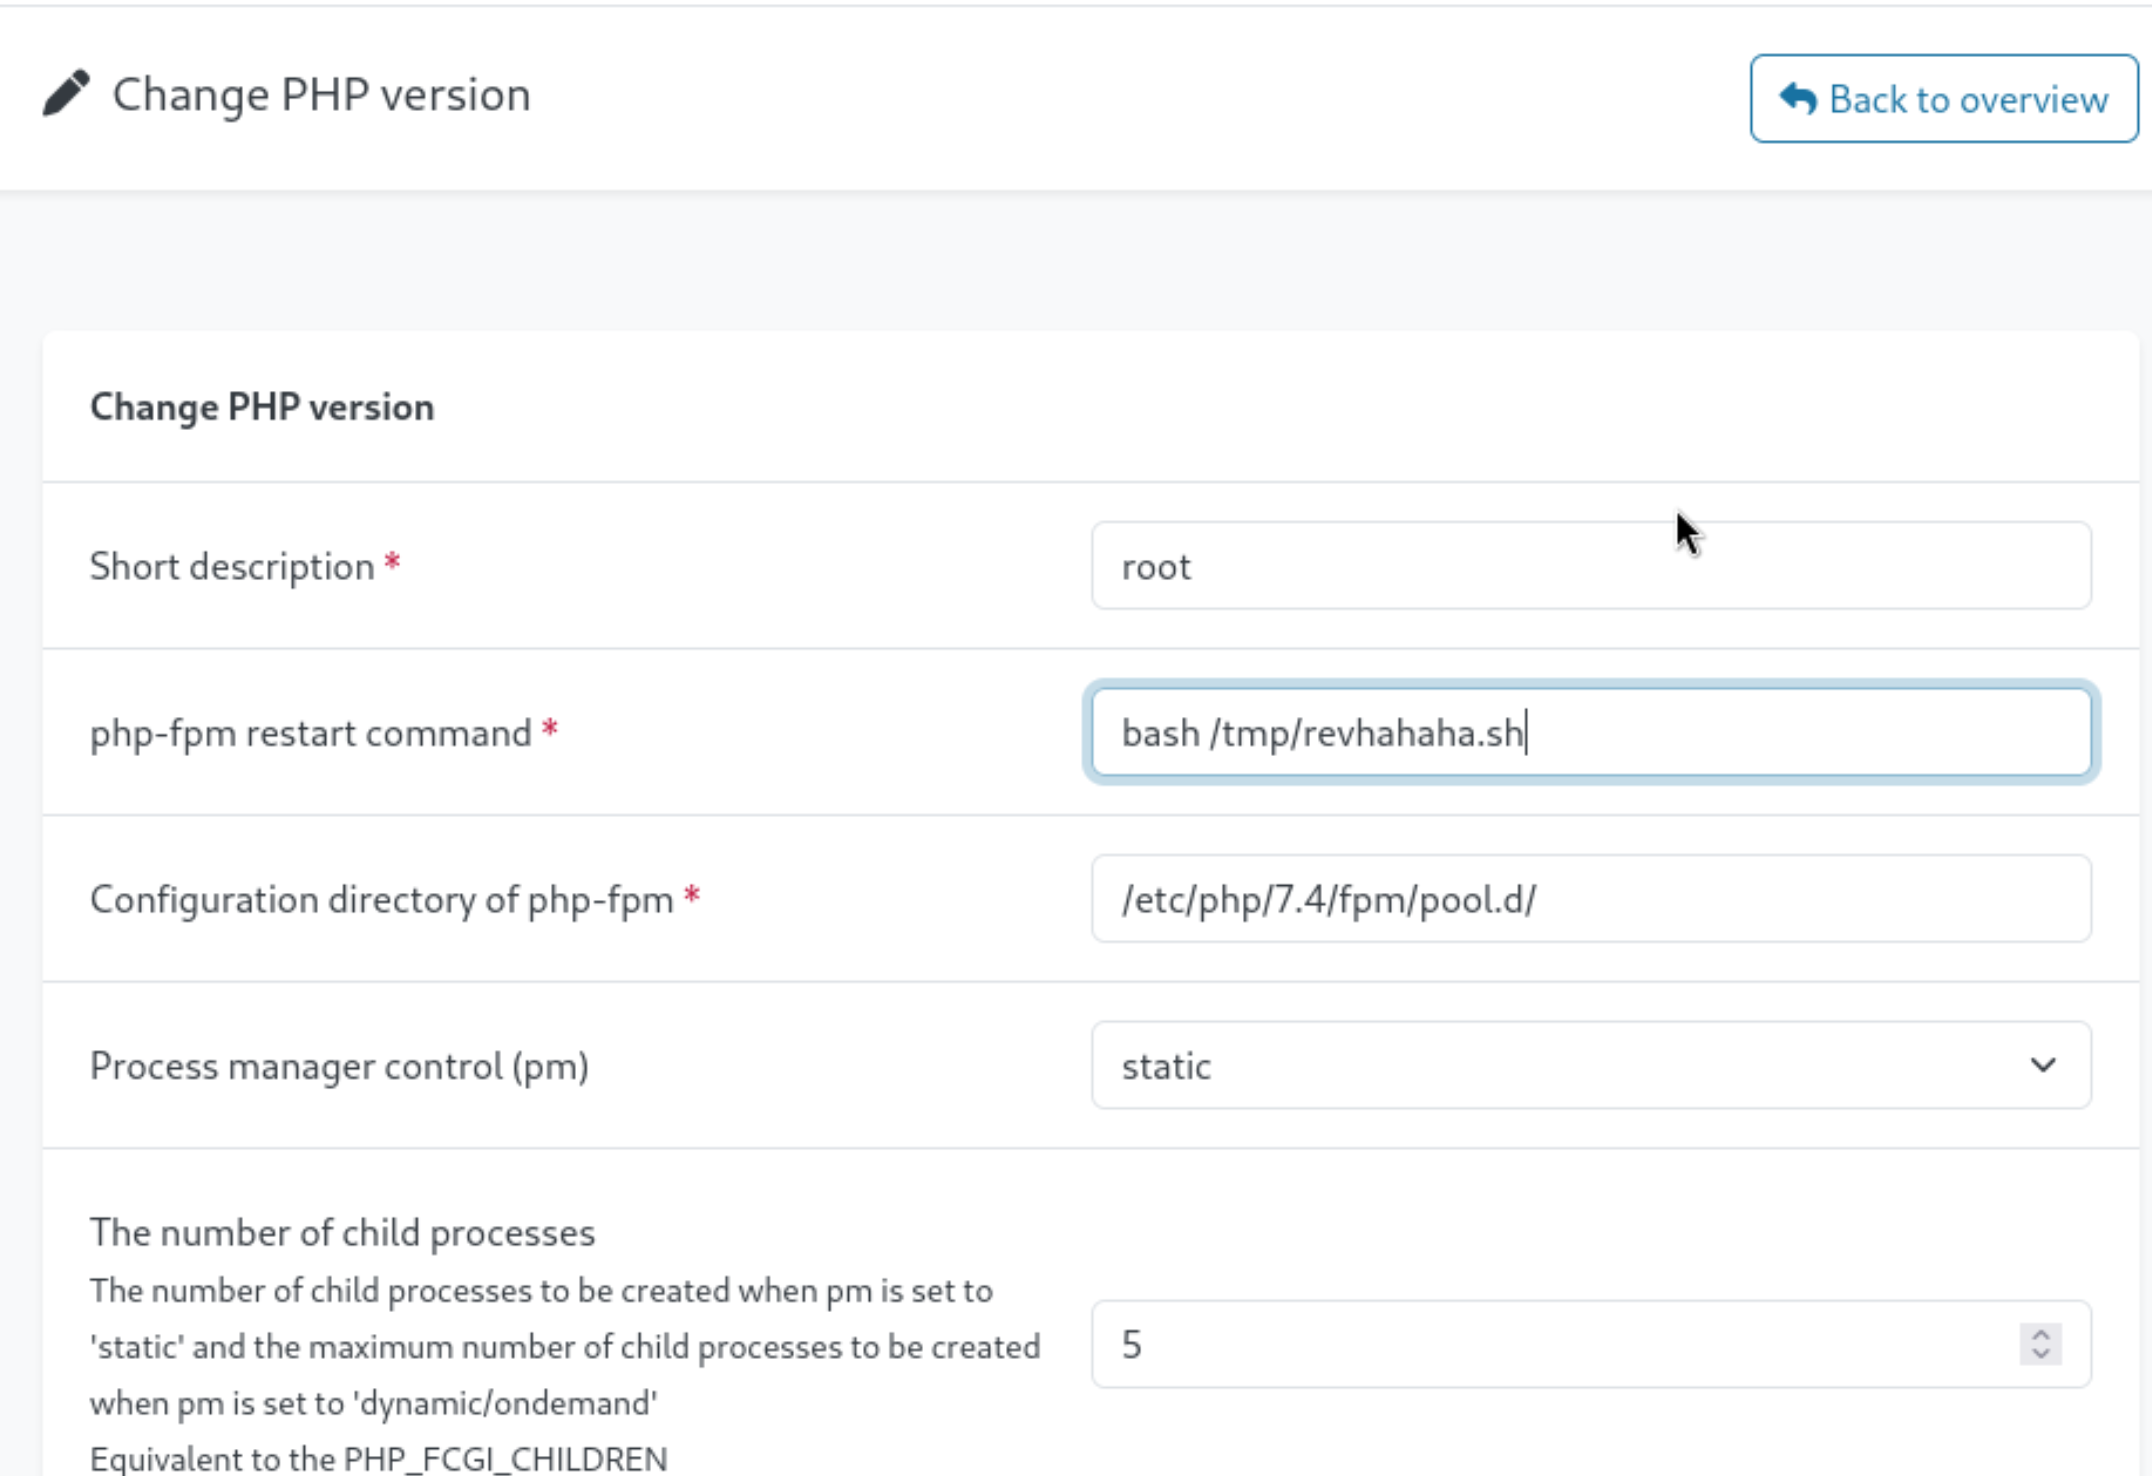 Change PHP version
Back to overview
Change PHP version
Short description *
root
php-fpm restart command *
bash /tmp/revhahaha.sh
Configuration directory of php-fpm *
/etc/php/7.4/fpm/pool.d/
Process manager control (pm)
static
The number of child processes
The number of child processes to be created when pm is set to
'static' and the maximum number of child processes to be created
when pm is set to 'dynamic/ondemand'
Equivalent to the PHP_FCGI_CHILDREN
5